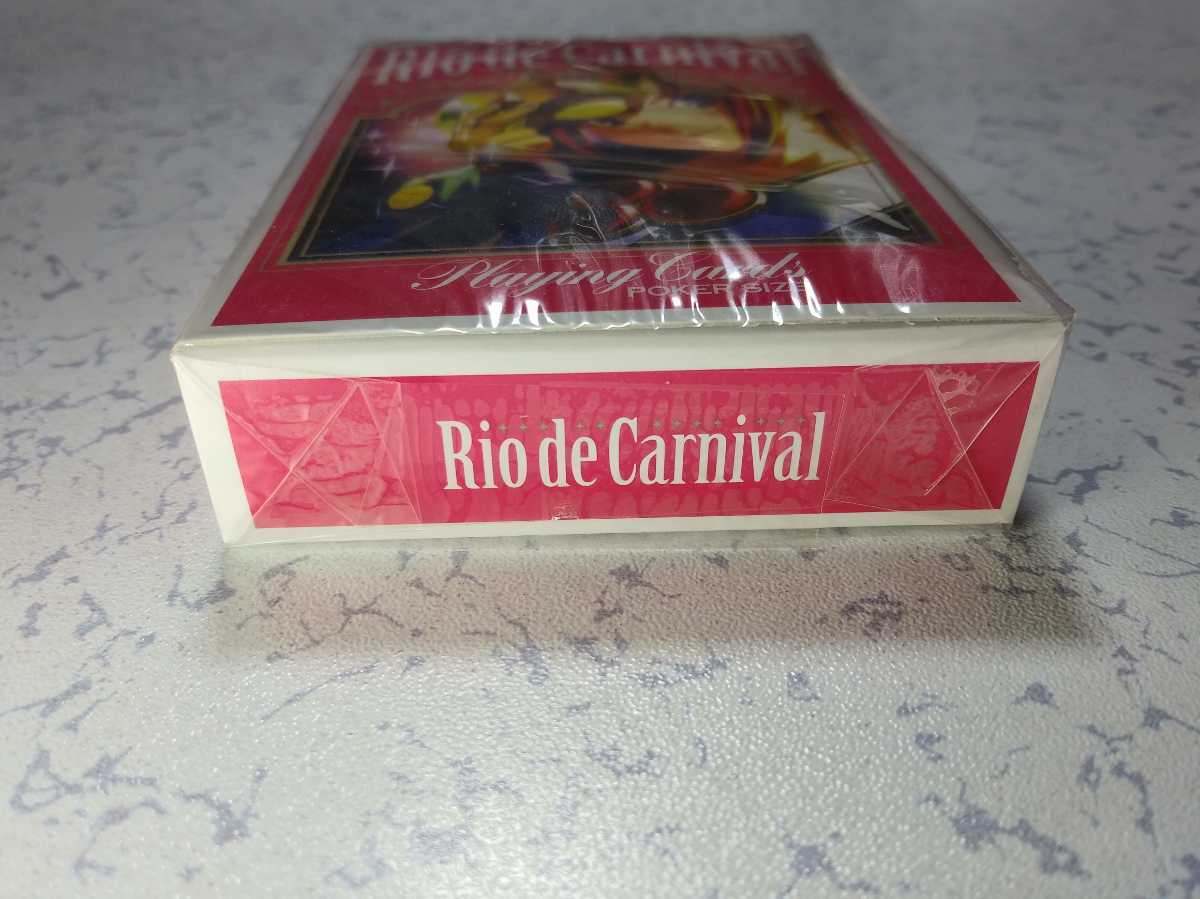 Rio de Carnival
Playing Cards
POKER SIZE
Rio de Carnival